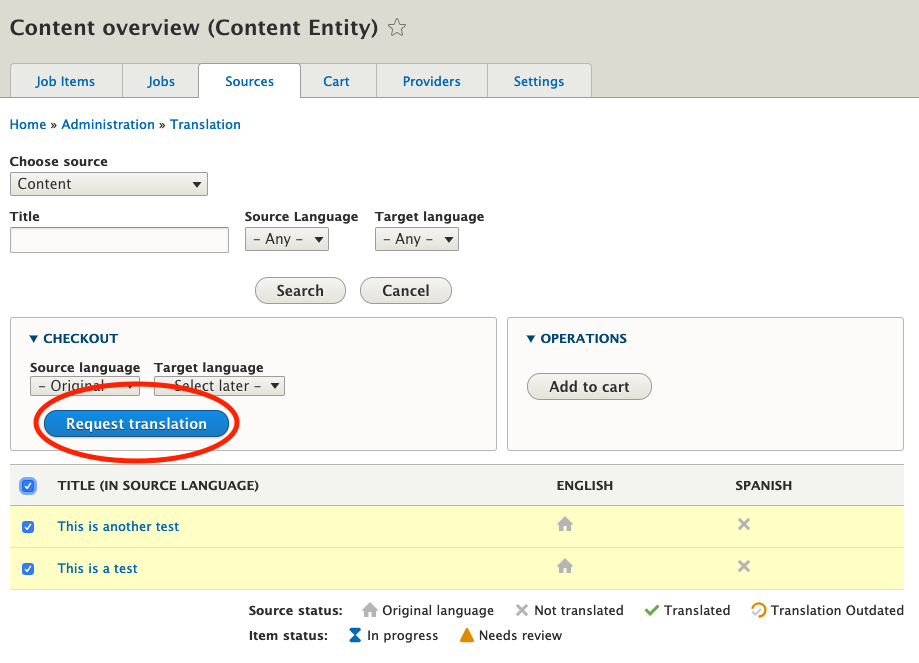 Content overview (Content Entity)
Job Items Jobs Sources Cart Providers Settings
Home » Administration » Translation
Choose source
Content
Title Source Language Target language
- Any - - Any -
Search Cancel
CHECKOUT
Source language Target language
- Original - - Select later -
Request translation
OPERATIONS
Add to cart
TITLE (IN SOURCE LANGUAGE) ENGLISH SPANISH
This is another test
This is a test
Source status: Original language Not translated Translated Translation Outdated
Item status: In progress Needs review